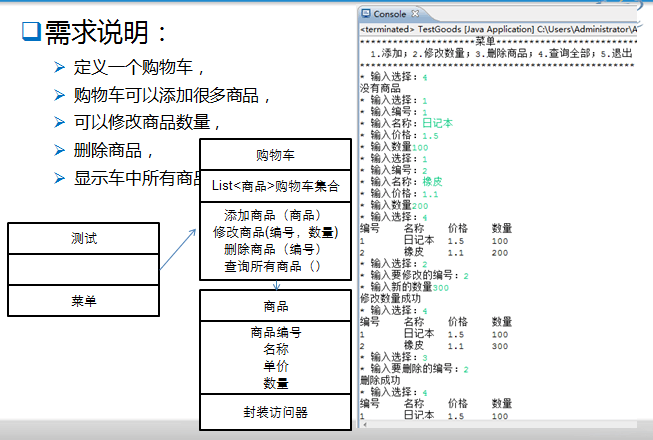 需求说明：
定义一个购物车，
购物车可以添加很多商品，
可以修改商品数量，
删除商品，
显示车中所有商品
测试
菜单
购物车
List<商品>购物车集合
添加商品（商品）
修改商品(编号，数量)
删除商品（编号）
查询所有商品（）
商品
商品编号
名称
单价
数量
封装访问器
Console
<terminated> TestGoods [Java Application] C:\Users\Administrator\A
********************菜单************************
1.添加；2.修改数量；3.删除商品；4.查询全部；5.退出
************************************************
* 输入选择：4
没有商品
* 输入选择：1
* 输入编号：1
* 输入名称：日记本
* 输入价格：1.5
* 输入数量100
* 输入选择：1
* 输入编号：2
* 输入名称：橡皮
* 输入价格：1.1
* 输入数量200
* 输入选择：4
编号 名称 价格 数量
1 日记本 1.5 100
2 橡皮 1.1 200
* 输入选择：2
* 输入要修改的编号：2
* 输入新的数量300
修改数量成功
* 输入选择：4
编号 名称 价格 数量
1 日记本 1.5 100
2 橡皮 1.1 300
* 输入选择：3
* 输入要删除的编号：2
删除成功
* 输入选择：4
编号 名称 价格 数量
1 日记本 1.5 100